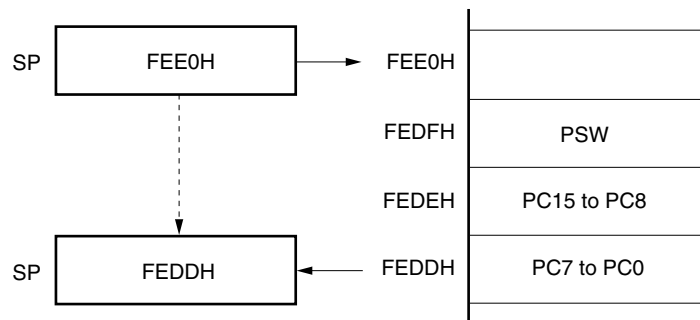 SP FEE0H FEE0H
FEDFH PSW
FEDEH PC15 to PC8
SP FEDDH FEDDH PC7 to PC0